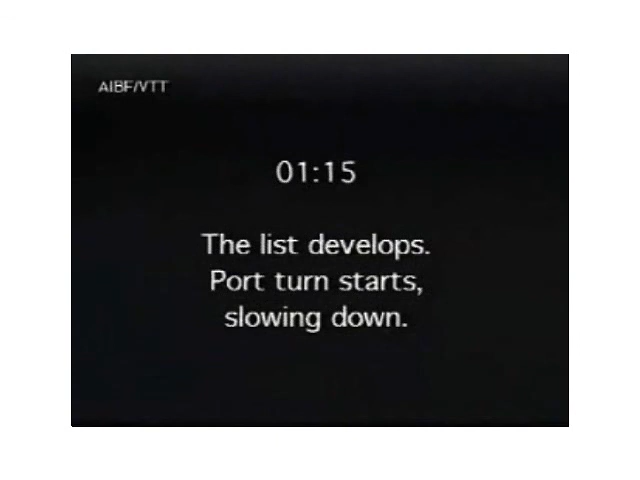 AIBF/VTT
01:15
The list develops.
Port turn starts,
slowing down.